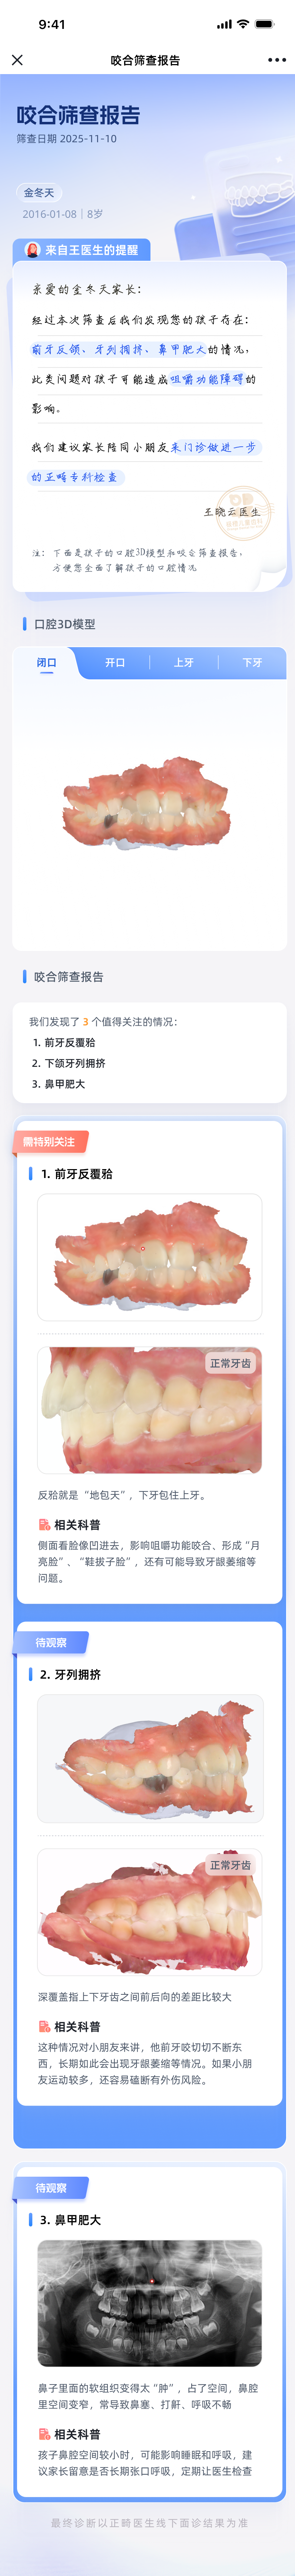 9:41
咬合筛查报告
咬合筛查报告
筛查日期 2025-11-10
金冬天
2016-01-08 | 8岁
来自王医生的提醒
亲爱的金冬天家长：
经过本次筛查后我们发现您的孩子存在：
前牙反颌、牙列拥挤、鼻甲肥大的情况，
此类问题对孩子可能造成咀嚼功能障碍的
影响。
我们建议家长陪同小朋友来门诊做进一步
的正畸专科检查
王晓云医生
注：下面是孩子的口腔3D模型和咬合筛查报告，
方便您全面了解孩子的口腔情况
口腔3D模型
闭口 开口 上牙 下牙
咬合筛查报告
我们发现了 3 个值得关注的情况：
1. 前牙反覆𬌗
2. 下颌牙列拥挤
3. 鼻甲肥大
需特别关注
1. 前牙反覆𬌗
正常牙齿
反𬌗就是 “地包天” ，下牙包住上牙。
相关科普
侧面看脸像凹进去，影响咀嚼功能咬合、形成“月
亮脸” 、“鞋拔子脸” ，还有可能导致牙龈萎缩等
问题。
待观察
2. 牙列拥挤
正常牙齿
深覆盖指上下牙齿之间前后向的差距比较大
相关科普
这种情况对小朋友来讲，他前牙咬切切不断东
西，长期如此会出现牙龈萎缩等情况。如果小朋
友运动较多，还容易磕断有外伤风险。
待观察
3. 鼻甲肥大
鼻子里面的软组织变得太 “肿” ，占了空间，鼻腔
里空间变窄，常导致鼻塞、打鼾、呼吸不畅
相关科普
孩子鼻腔空间较小时，可能影响睡眠和呼吸，建
议家长留意是否长期张口呼吸，定期让医生检查
最终诊断以正畸医生线下面诊结果为准